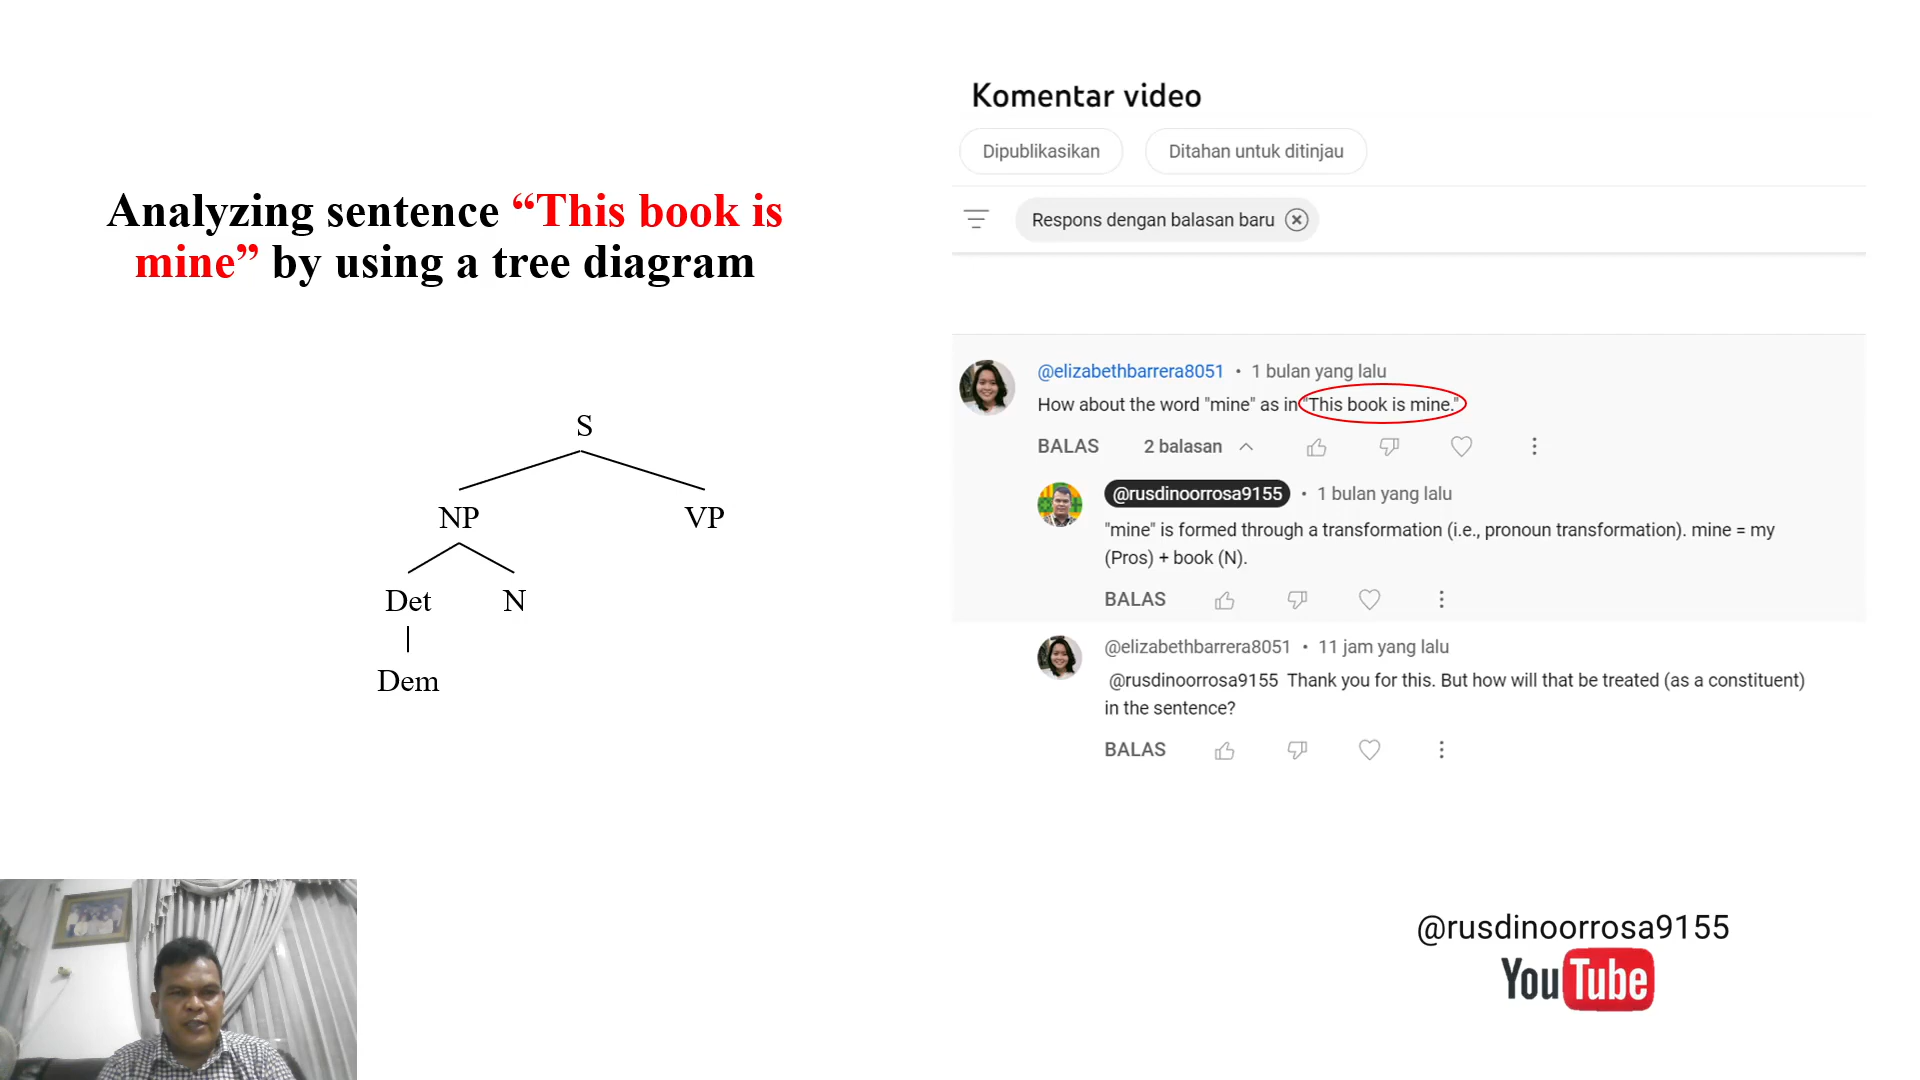 Analyzing sentence “This book is
mine” by using a tree diagram
S
NP VP
Det N
Dem
Komentar video
Dipublikasikan Ditahan untuk ditinjau
Respons dengan balasan baru
@elizabethbarrera8051 • 1 bulan yang lalu
How about the word "mine" as in "This book is mine."
BALAS 2 balasan
@rusdinoorrosa9155 • 1 bulan yang lalu
"mine" is formed through a transformation (i.e., pronoun transformation). mine = my
(Pros) + book (N).
BALAS
@elizabethbarrera8051 • 11 jam yang lalu
@rusdinoorrosa9155 Thank you for this. But how will that be treated (as a constituent)
in the sentence?
BALAS
@rusdinoorrosa9155
YouTube